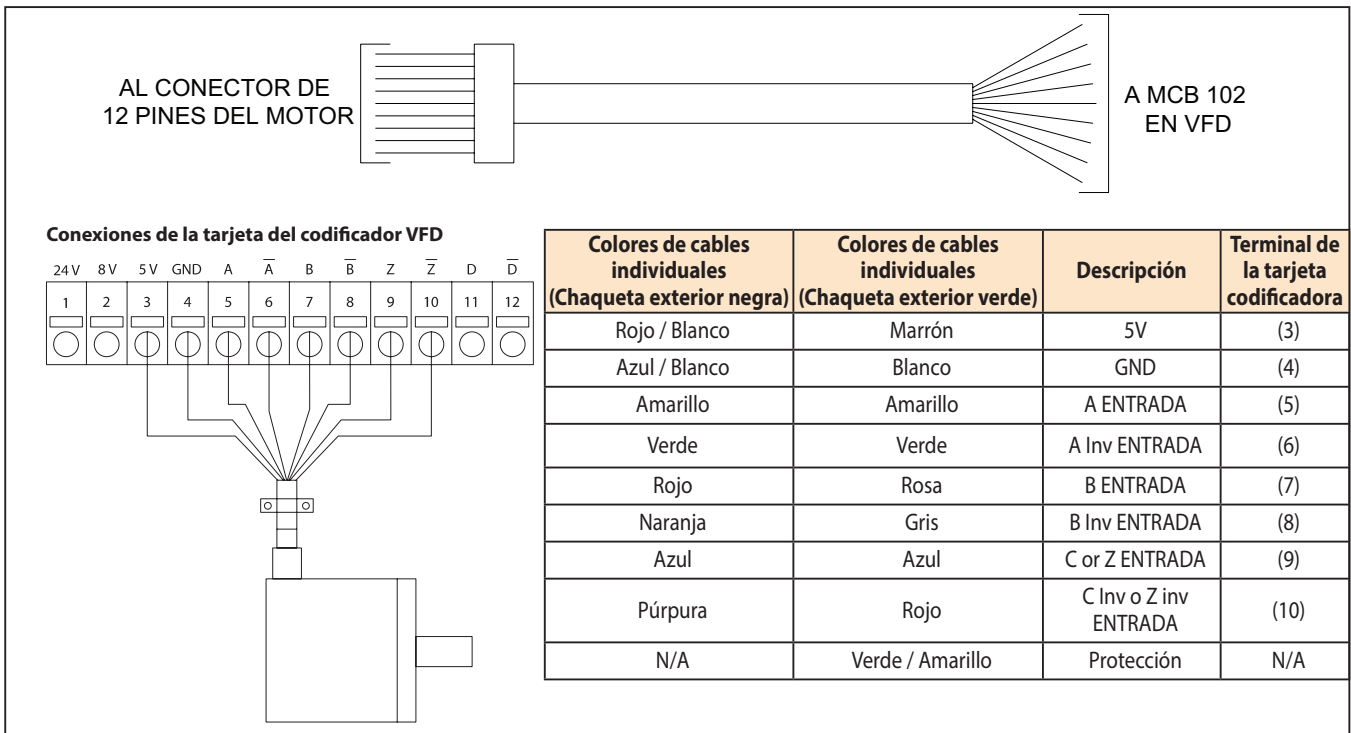 AL CONECTOR DE
12 PINES DEL MOTOR
A MCB 102
EN VFD
Conexiones de la tarjeta del codificador VFD
24 V 8 V 5 V GND A A̅ B B̅ Z Z̅ D D̅
1 2 3 4 5 6 7 8 9 10 11 12
Colores de cables individuales (Chaqueta exterior negra) Colores de cables individuales (Chaqueta exterior verde) Descripción Terminal de la tarjeta codificadora
Rojo / Blanco Marrón 5V (3)
Azul / Blanco Blanco GND (4)
Amarillo Amarillo A ENTRADA (5)
Verde Verde A Inv ENTRADA (6)
Rojo Rosa B ENTRADA (7)
Naranja Gris B Inv ENTRADA (8)
Azul Azul C or Z ENTRADA (9)
Púrpura Rojo C Inv o Z inv ENTRADA (10)
N/A Verde / Amarillo Protección N/A